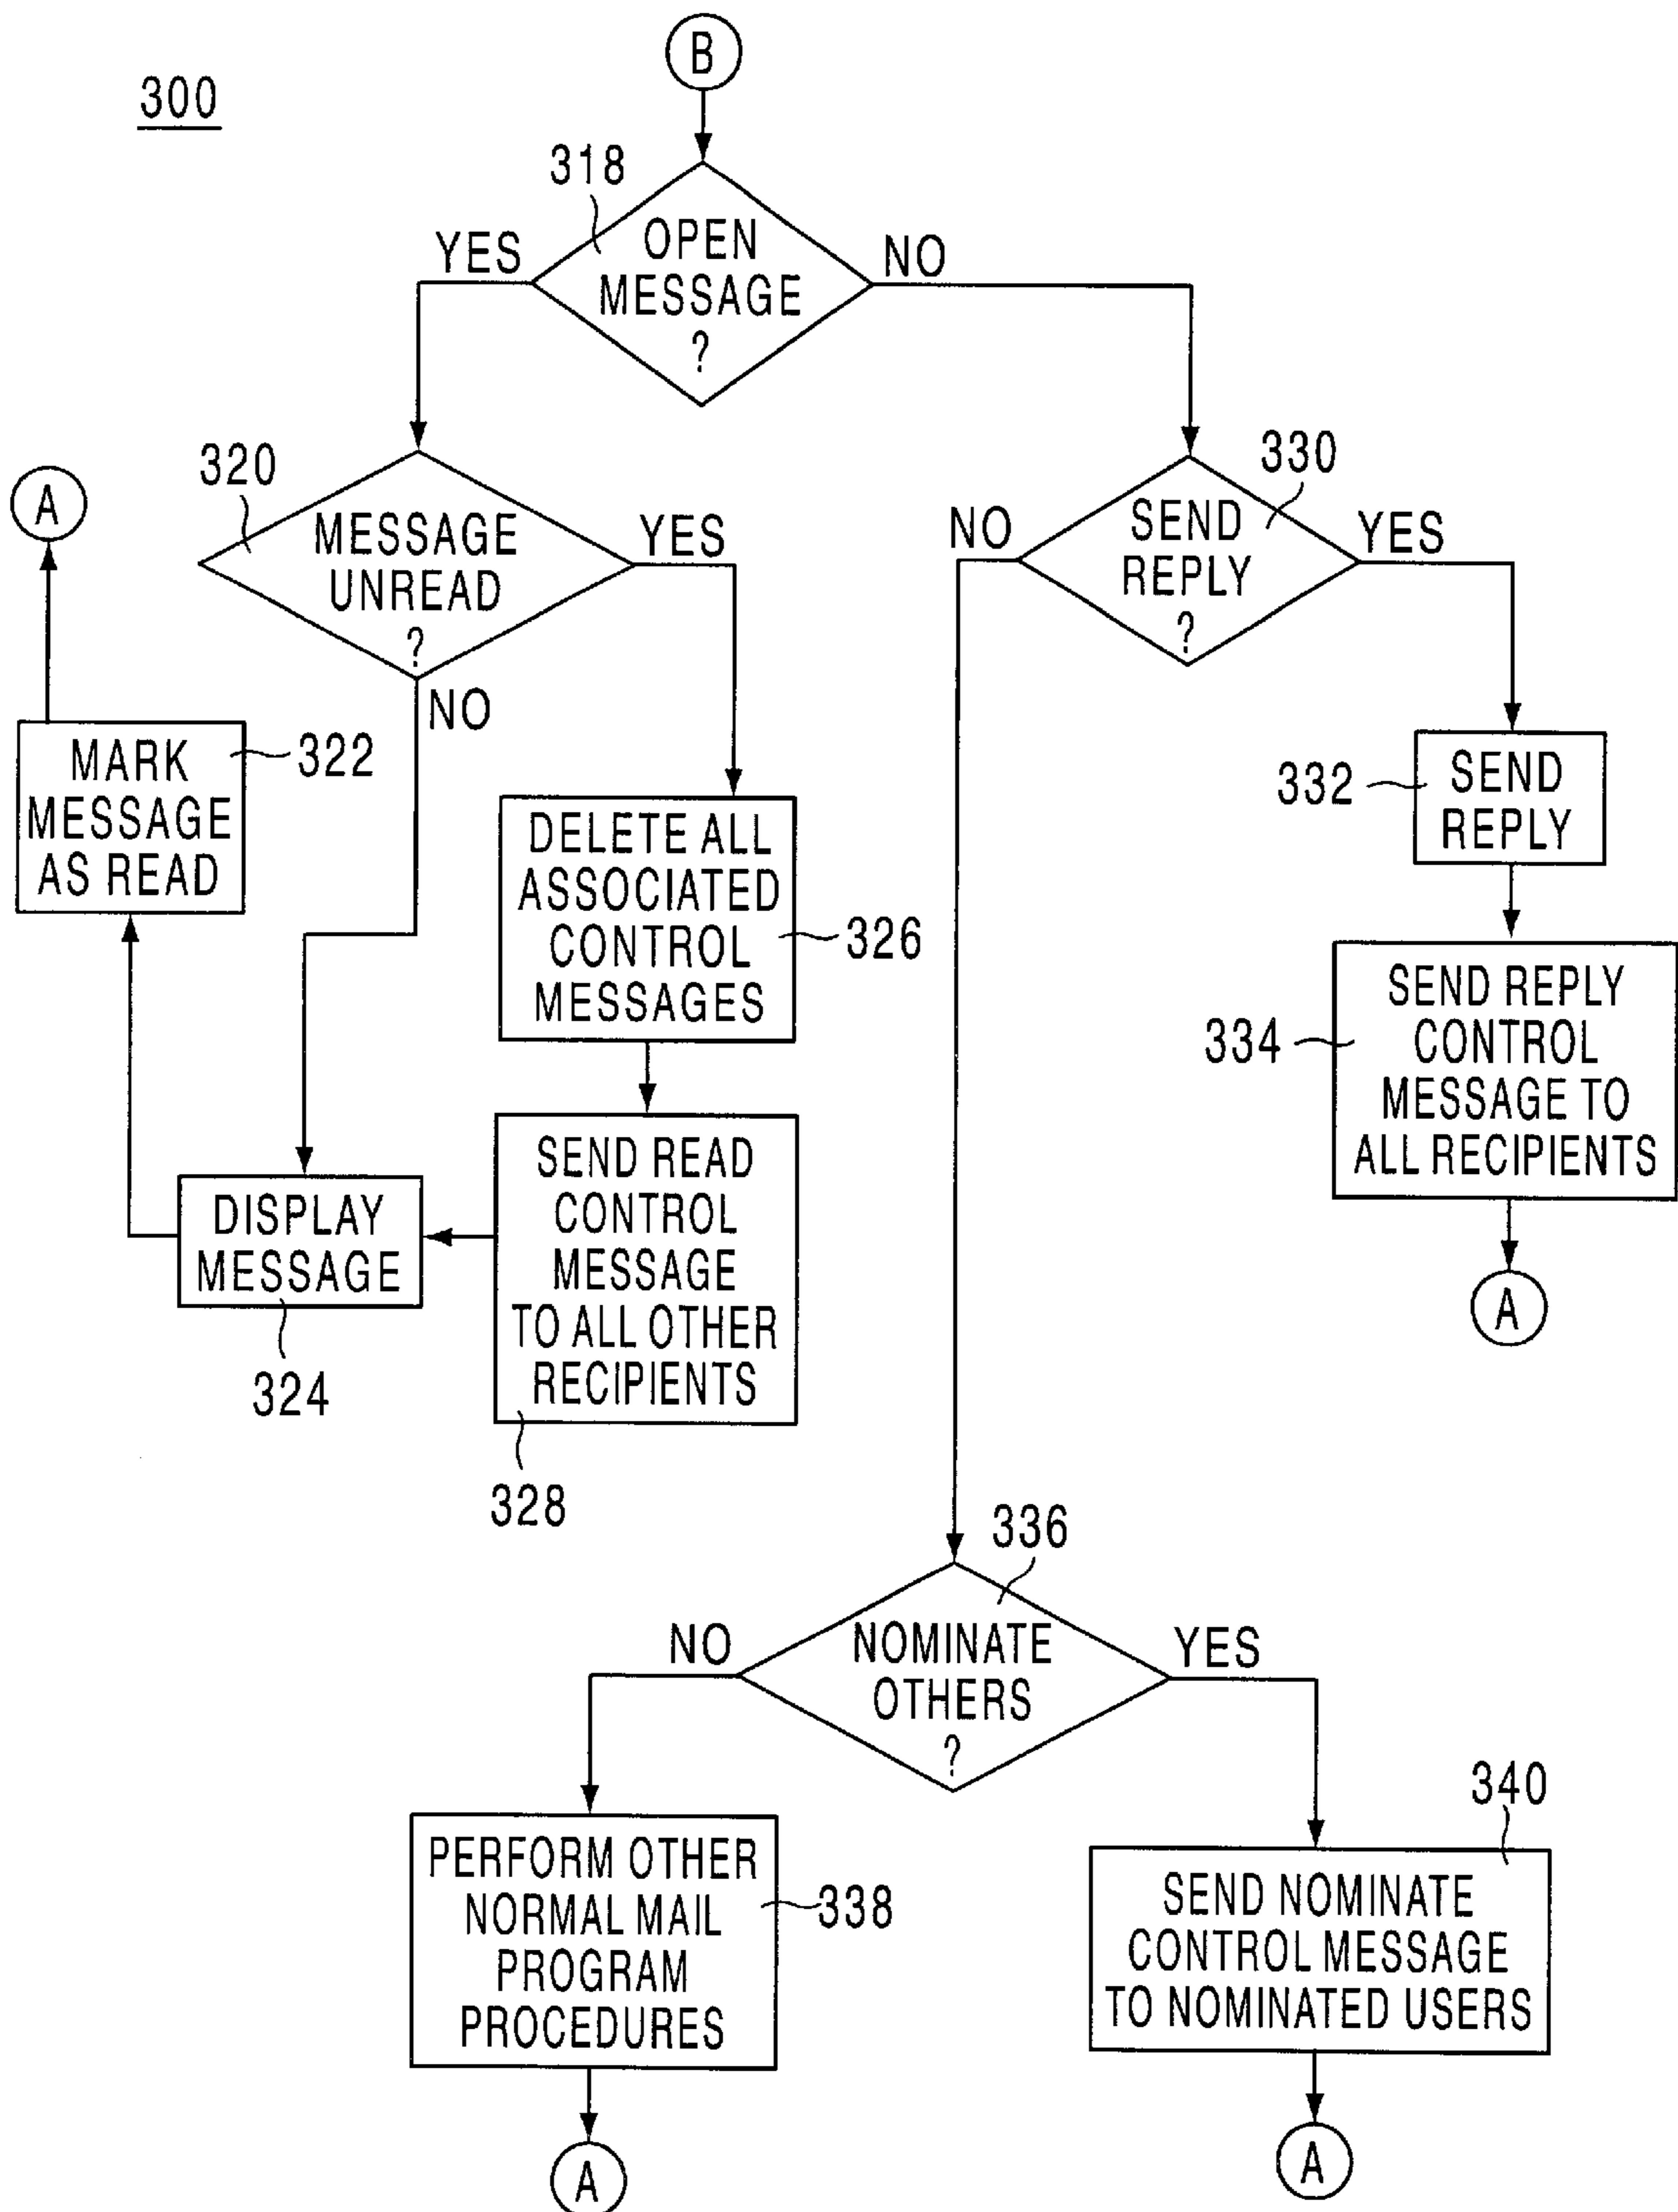 B
300
318
OPEN
MESSAGE
?
YES
NO
320
MESSAGE
UNREAD
?
YES
NO
A
MARK
MESSAGE
AS READ
322
DELETE ALL
ASSOCIATED
CONTROL
MESSAGES
326
SEND READ
CONTROL
MESSAGE
TO ALL OTHER
RECIPIENTS
328
DISPLAY
MESSAGE
324
330
SEND
REPLY
?
NO
YES
332
SEND
REPLY
334
SEND REPLY
CONTROL
MESSAGE TO
ALL RECIPIENTS
A
336
NOMINATE
OTHERS
?
NO
YES
PERFORM OTHER
NORMAL MAIL
PROGRAM
PROCEDURES
338
A
340
SEND NOMINATE
CONTROL MESSAGE
TO NOMINATED USERS
A